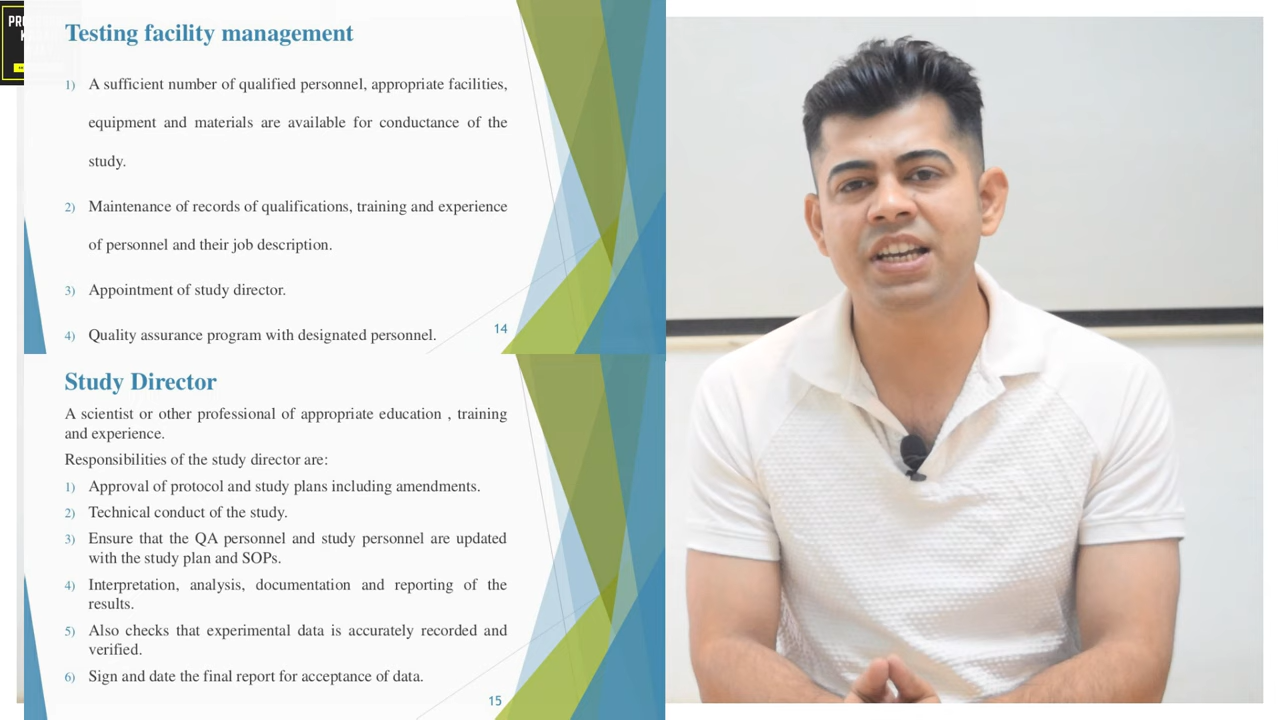 Testing facility management
1) A sufficient number of qualified personnel, appropriate facilities,
equipment and materials are available for conductance of the
study.
2) Maintenance of records of qualifications, training and experience
of personnel and their job description.
3) Appointment of study director.
4) Quality assurance program with designated personnel.
14
Study Director
A scientist or other professional of appropriate education , training
and experience.
Responsibilities of the study director are:
1) Approval of protocol and study plans including amendments.
2) Technical conduct of the study.
3) Ensure that the QA personnel and study personnel are updated
with the study plan and SOPs.
4) Interpretation, analysis, documentation and reporting of the
results.
5) Also checks that experimental data is accurately recorded and
verified.
6) Sign and date the final report for acceptance of data.
15